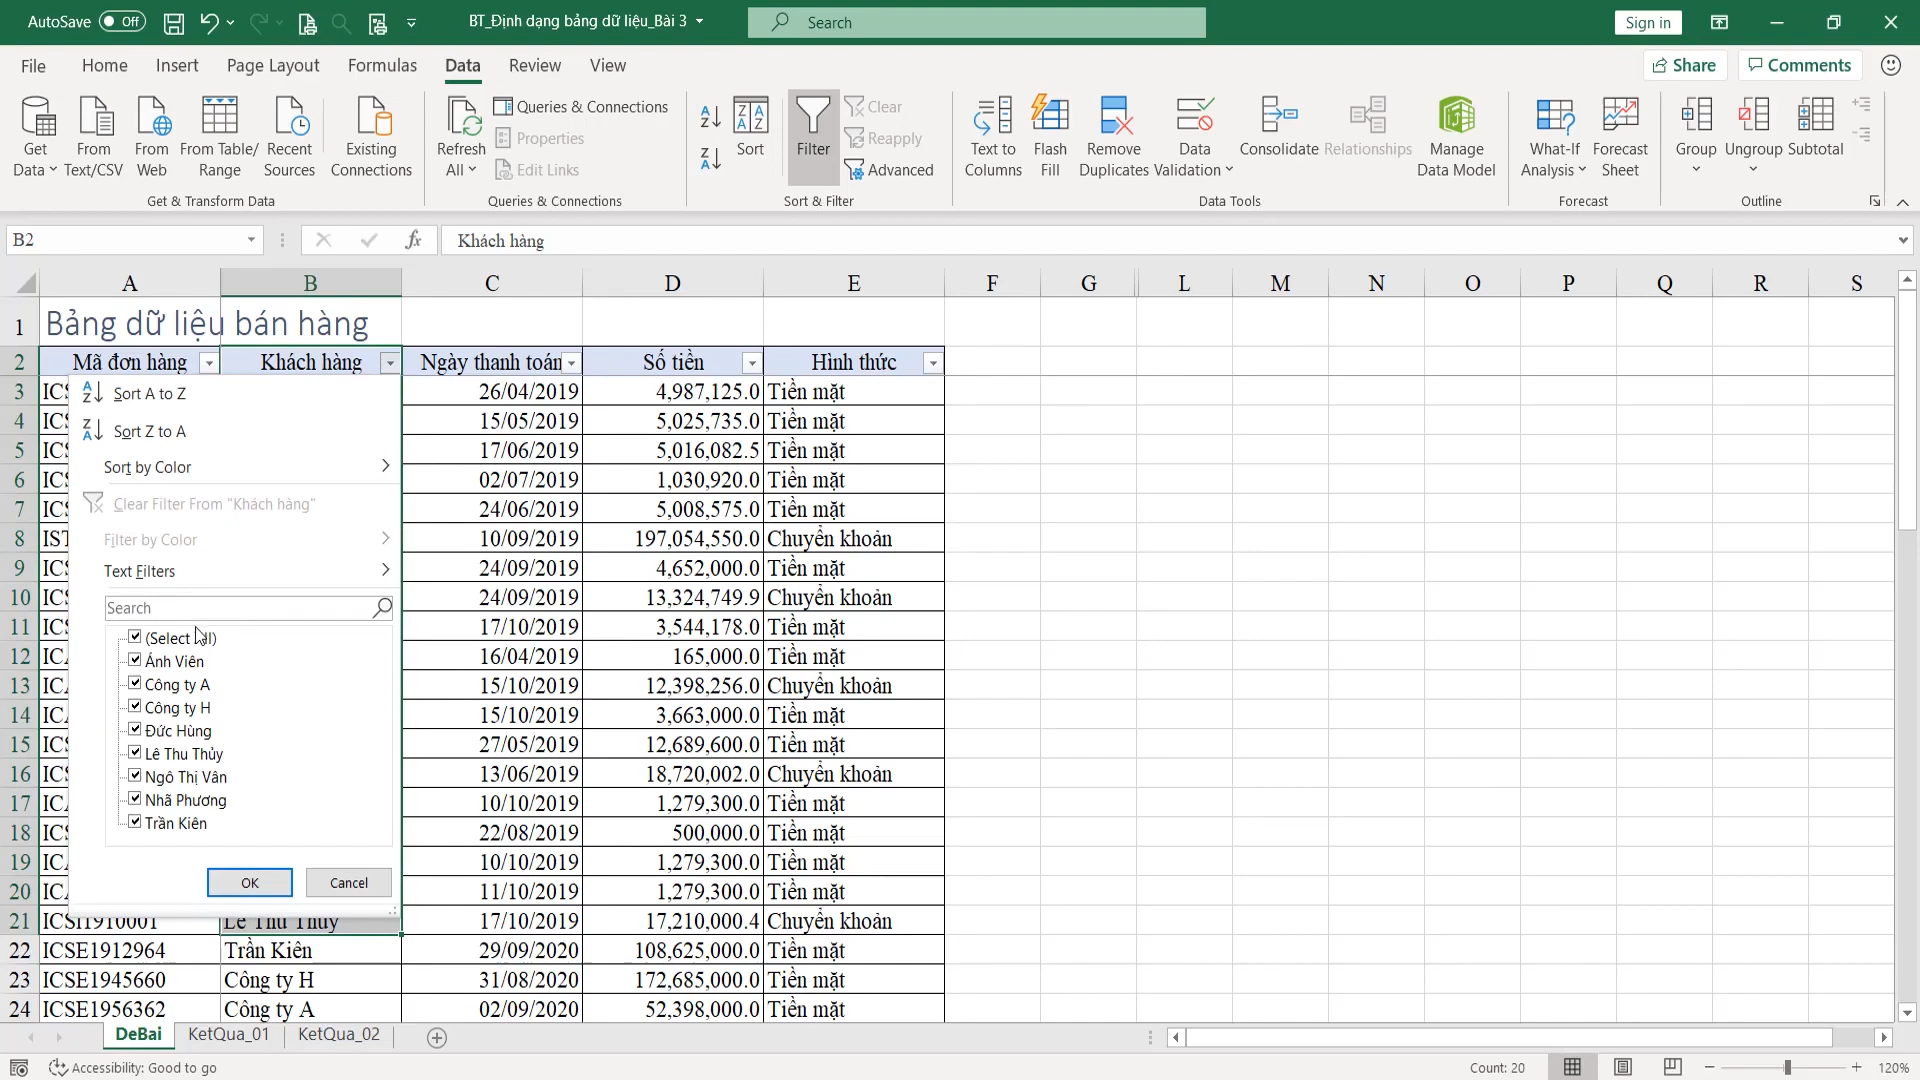 AutoSave Off BT_Định dạng bảng dữ liệu_Bài 3 Search Sign in
File Home Insert Page Layout Formulas Data Review View Share Comments
Get Data
From Text/CSV
From Web
From Table/ Range
Recent Sources
Existing Connections
Get & Transform Data
Refresh All
Queries & Connections
Properties
Edit Links
Queries & Connections
Sort
Filter
Clear
Reapply
Advanced
Sort & Filter
Text to Columns
Flash Fill
Remove Duplicates
Data Validation
Consolidate
Relationships
Manage Data Model
Data Tools
What-If Analysis
Forecast Sheet
Forecast
Group
Ungroup
Subtotal
Outline
B2 fx Khách hàng
A B C D E F G L M N O P Q R S
1 Bảng dữ liệu bán hàng
2 Mã đơn hàng Khách hàng Ngày thanh toán Số tiền Hình thức
3 26/04/2019 4,987,125.0 Tiền mặt
4 15/05/2019 5,025,735.0 Tiền mặt
5 17/06/2019 5,016,082.5 Tiền mặt
6 02/07/2019 1,030,920.0 Tiền mặt
7 24/06/2019 5,008,575.0 Tiền mặt
8 10/09/2019 197,054,550.0 Chuyển khoản
9 24/09/2019 4,652,000.0 Tiền mặt
10 24/09/2019 13,324,749.9 Chuyển khoản
11 17/10/2019 3,544,178.0 Tiền mặt
12 16/04/2019 165,000.0 Tiền mặt
13 15/10/2019 12,398,256.0 Chuyển khoản
14 15/10/2019 3,663,000.0 Tiền mặt
15 27/05/2019 12,689,600.0 Tiền mặt
16 13/06/2019 18,720,002.0 Chuyển khoản
17 10/10/2019 1,279,300.0 Tiền mặt
18 22/08/2019 500,000.0 Tiền mặt
19 10/10/2019 1,279,300.0 Tiền mặt
20 11/10/2019 1,279,300.0 Tiền mặt
21 ICSI1910001 Lê Thu Thủy 17/10/2019 17,210,000.4 Chuyển khoản
22 ICSE1912964 Trần Kiên 29/09/2020 108,625,000.0 Tiền mặt
23 ICSE1945660 Công ty H 31/08/2020 172,685,000.0 Tiền mặt
24 ICSE1956362 Công ty A 02/09/2020 52,398,000.0 Tiền mặt
Sort A to Z
Sort Z to A
Sort by Color
Clear Filter From "Khách hàng"
Filter by Color
Text Filters
Search
(Select All)
Ánh Viên
Công ty A
Công ty H
Đức Hùng
Lê Thu Thủy
Ngô Thị Vân
Nhã Phương
Trần Kiên
OK Cancel
DeBai KetQua_01 KetQua_02
Accessibility: Good to go Count: 20 120%